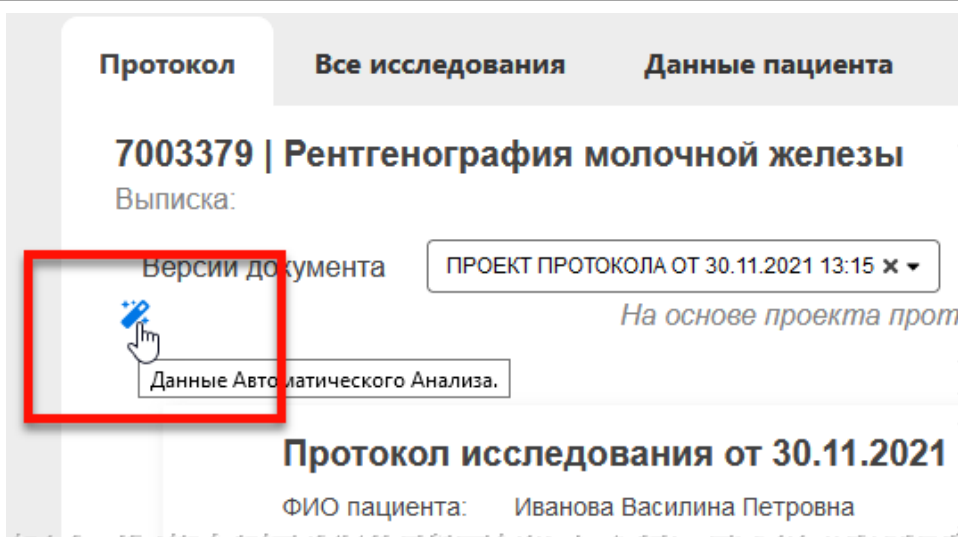 Протокол Все исследования Данные пациента
7003379 | Рентгенография молочной железы
Выписка:
Версии документа ПРОЕКТ ПРОТОКОЛА ОТ 30.11.2021 13:15
На основе проекта прот
Данные Автоматического Анализа.
Протокол исследования от 30.11.2021
ФИО пациента: Иванова Василина Петровна